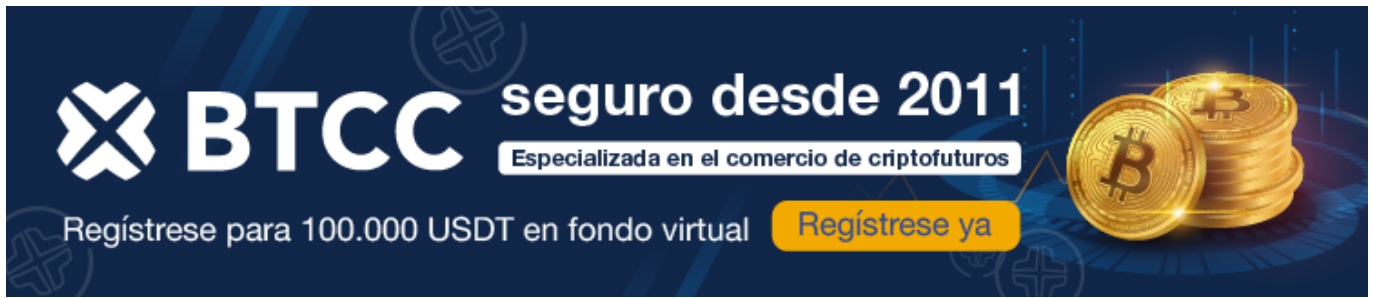 BTCC
seguro desde 2011
Especializada en el comercio de criptofuturos
Regístrese para 100.000 USDT en fondo virtual
Regístrese ya